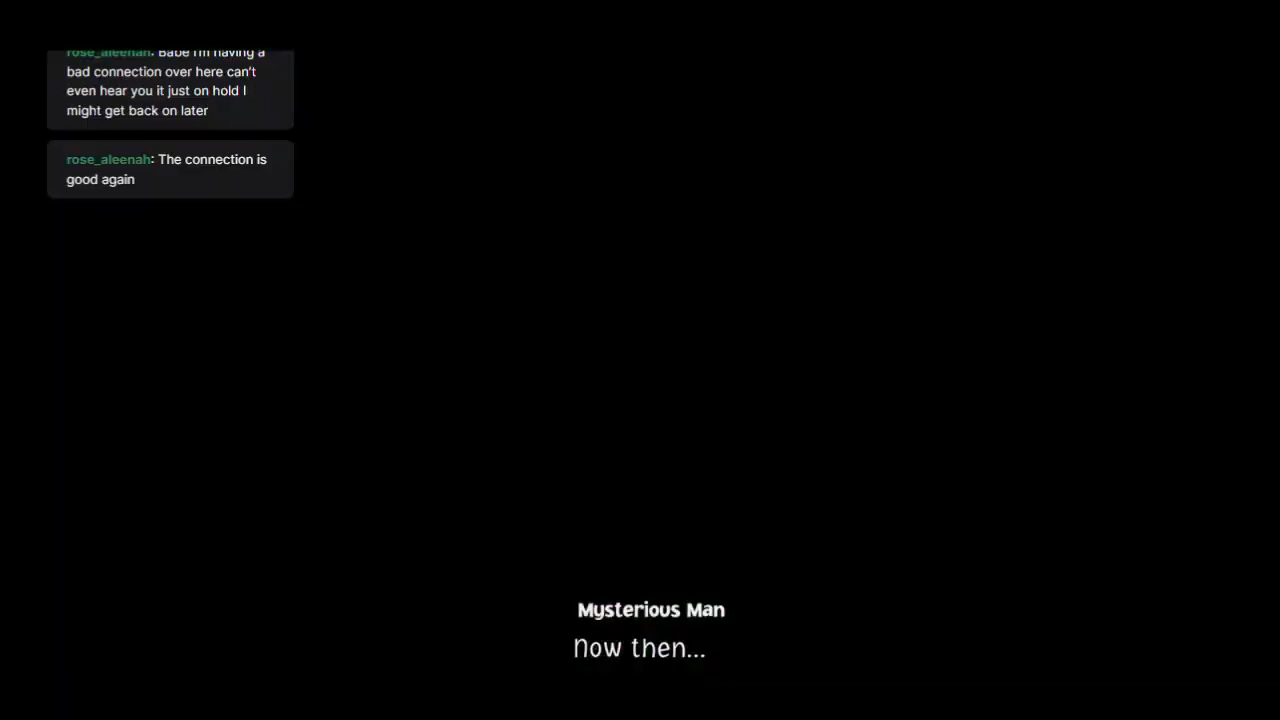 rose_aleenah: Babe I'm having a
bad connection over here can't
even hear you it just on hold I
might get back on later
rose_aleenah: The connection is
good again
Mysterious Man
Now then...